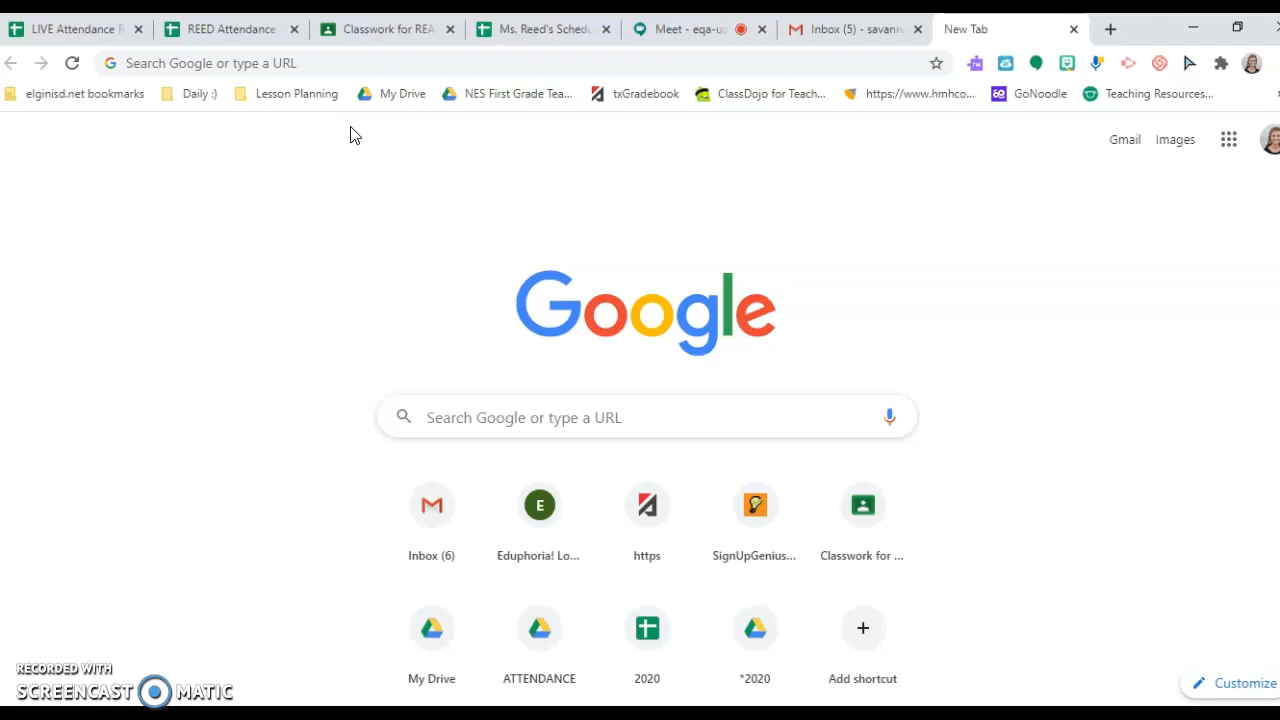 LIVE Attendance R
REED Attendance
Classwork for REA
Ms. Reed's Schedu
Meet - eqa-ua
Inbox (5) - savann
New Tab
Search Google or type a URL
elginisd.net bookmarks
Daily :)
Lesson Planning
My Drive
NES First Grade Tea...
txGradebook
ClassDojo for Teach...
https://www.hmhco...
GoNoodle
Teaching Resources...
Gmail
Images
Google
Search Google or type a URL
Inbox (6)
Eduphoria! Lo...
https
SignUpGenius...
Classwork for ...
My Drive
ATTENDANCE
2020
*2020
Add shortcut
Customize
RECORDED WITH
SCREENCAST MATIC